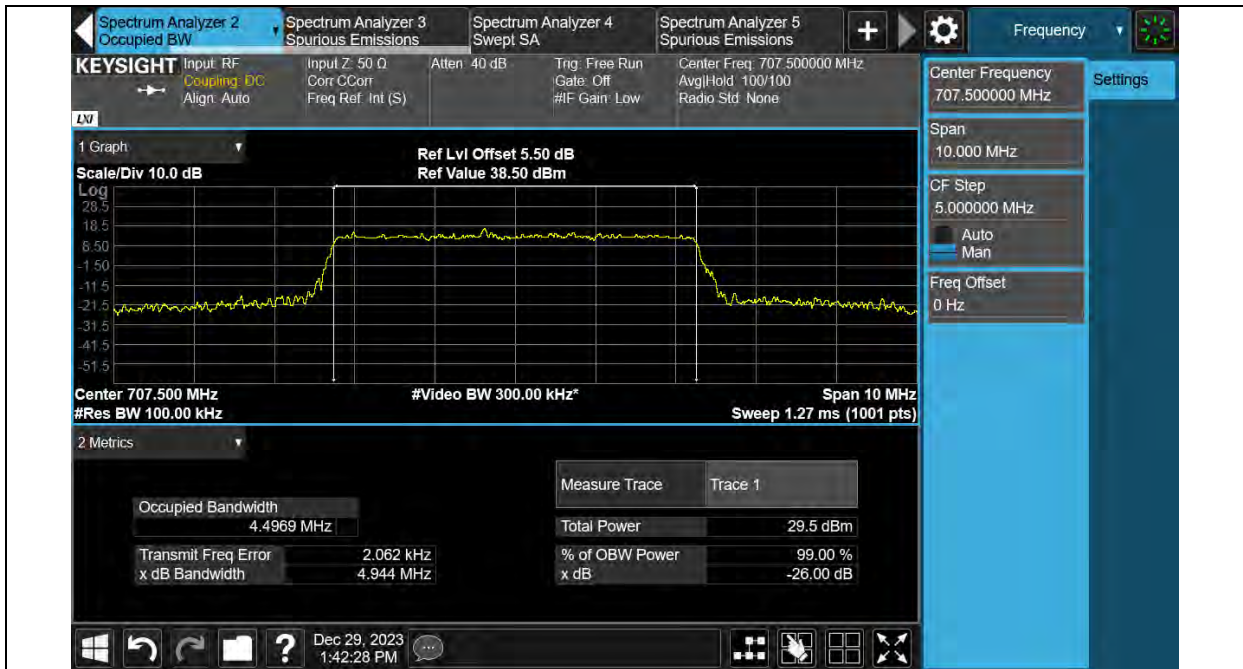 Spectrum Analyzer 2
Occupied BW
Spectrum Analyzer 3
Spurious Emissions
Spectrum Analyzer 4
Swept SA
Spectrum Analyzer 5
Spurious Emissions
+
Frequency
KEYSIGHT
Input: RF
Coupling: DC
Align: Auto
Input Z: 50 Ω
Corr CCorr
Freq Ref: Int (S)
Atten: 40 dB
Trig: Free Run
Gate: Off
#IF Gain: Low
Center Freq: 707.500000 MHz
Avg|Hold: 100/100
Radio Std: None
LXI
Center Frequency
707.500000 MHz
Settings
Span
10.000 MHz
CF Step
5.000000 MHz
Auto
Man
Freq Offset
0 Hz
1 Graph
Scale/Div 10.0 dB
Ref Lvl Offset 5.50 dB
Ref Value 38.50 dBm
Log
28.5
18.5
8.50
-1.50
-11.5
-21.5
-31.5
-41.5
-51.5
Center 707.500 MHz
#Res BW 100.00 kHz
#Video BW 300.00 kHz*
Span 10 MHz
Sweep 1.27 ms (1001 pts)
2 Metrics
Measure Trace Trace 1
Occupied Bandwidth
4.4969 MHz
Total Power 29.5 dBm
Transmit Freq Error 2.062 kHz
% of OBW Power 99.00 %
x dB Bandwidth 4.944 MHz
x dB -26.00 dB
?
Dec 29, 2023
1:42:28 PM